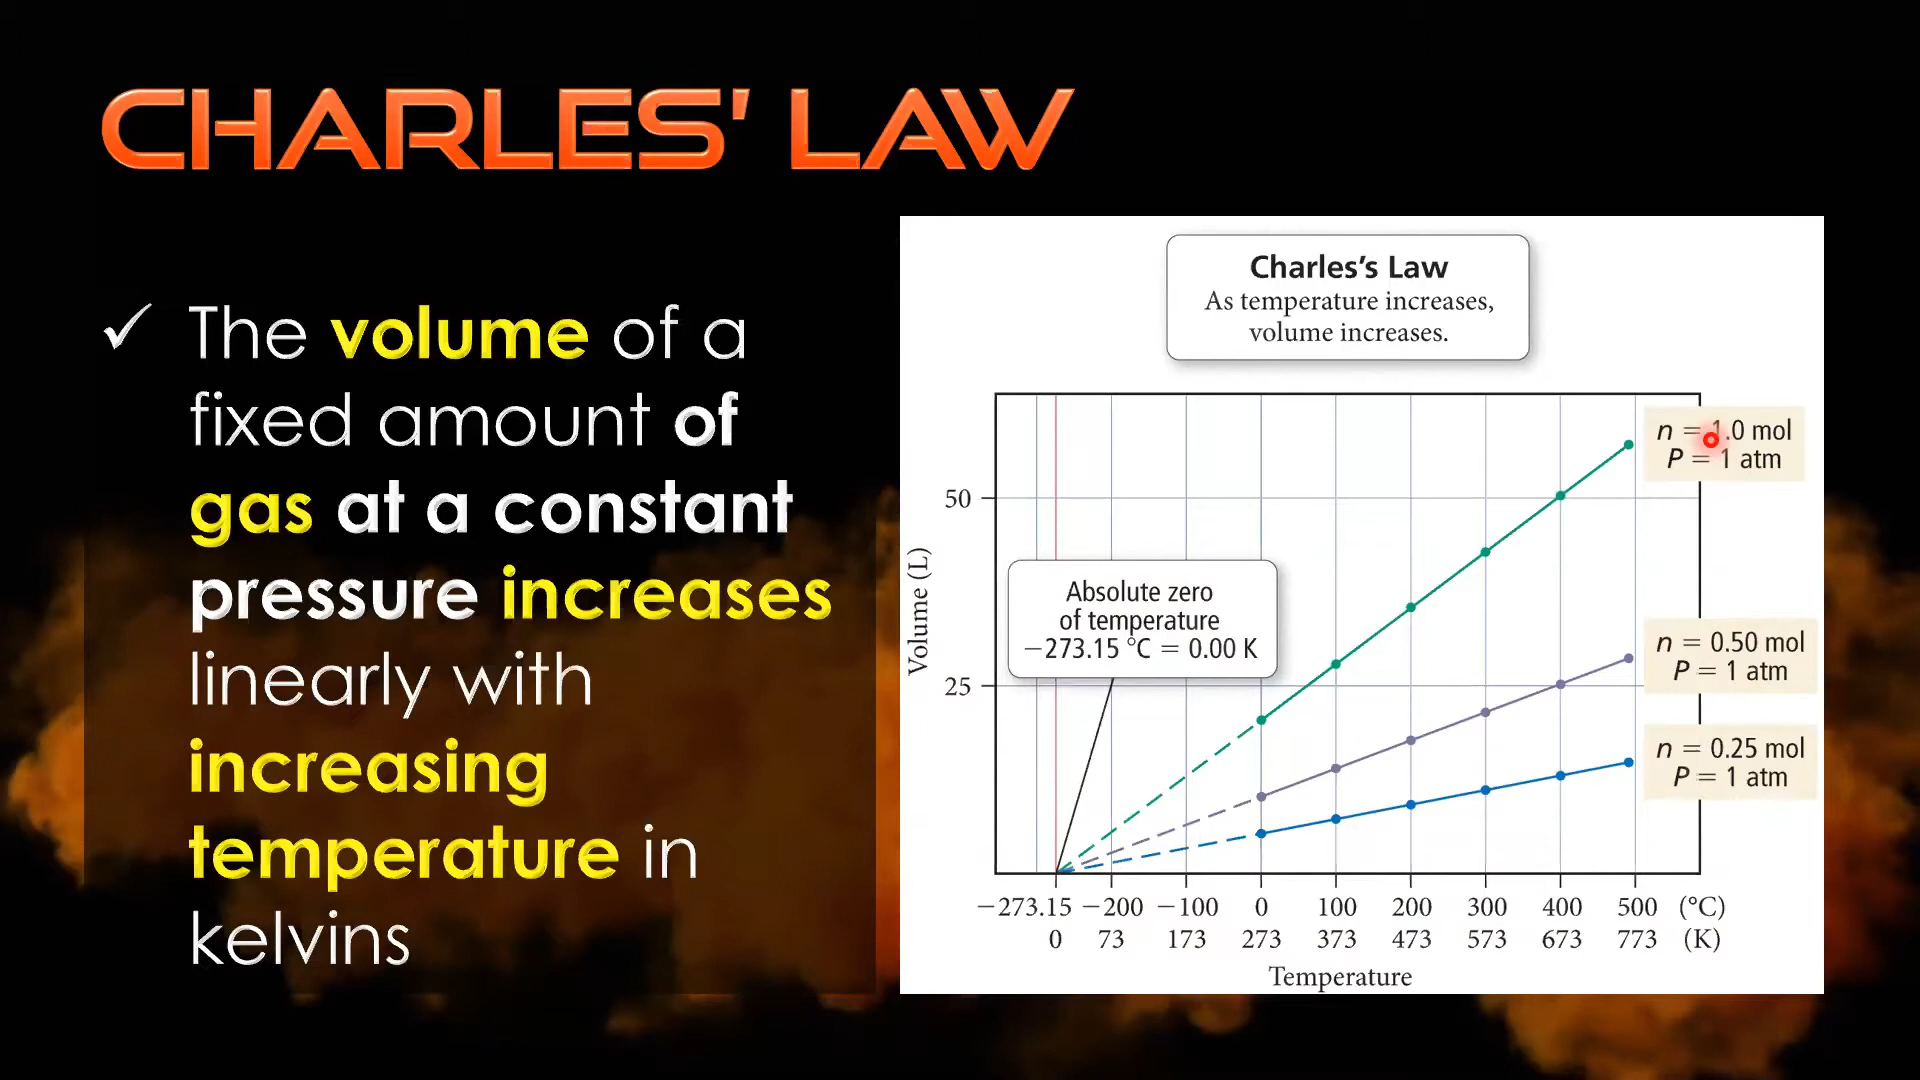 CHARLES' LAW
✓ The volume of a
fixed amount of
gas at a constant
pressure increases
linearly with
increasing
temperature in
kelvins
Charles’s Law
As temperature increases,
volume increases.
n = 1.0 mol
P = 1 atm
50
Absolute zero
of temperature
−273.15 °C = 0.00 K
Volume (L)
n = 0.50 mol
P = 1 atm
25
n = 0.25 mol
P = 1 atm
−273.15 −200 −100 0 100 200 300 400 500 (°C)
0 73 173 273 373 473 573 673 773 (K)
Temperature